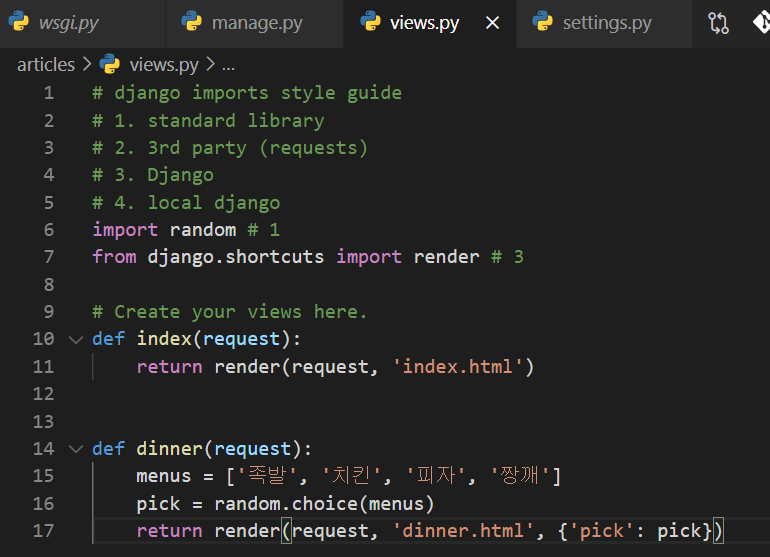 wsgi.py manage.py views.py settings.py
articles > views.py > ...
1 # django imports style guide
2 # 1. standard library
3 # 2. 3rd party (requests)
4 # 3. Django
5 # 4. local django
6 import random # 1
7 from django.shortcuts import render # 3
8
9 # Create your views here.
10 def index(request):
11 return render(request, 'index.html')
12
13
14 def dinner(request):
15 menus = ['족발', '치킨', '피자', '짱깨']
16 pick = random.choice(menus)
17 return render(request, 'dinner.html', {'pick': pick})